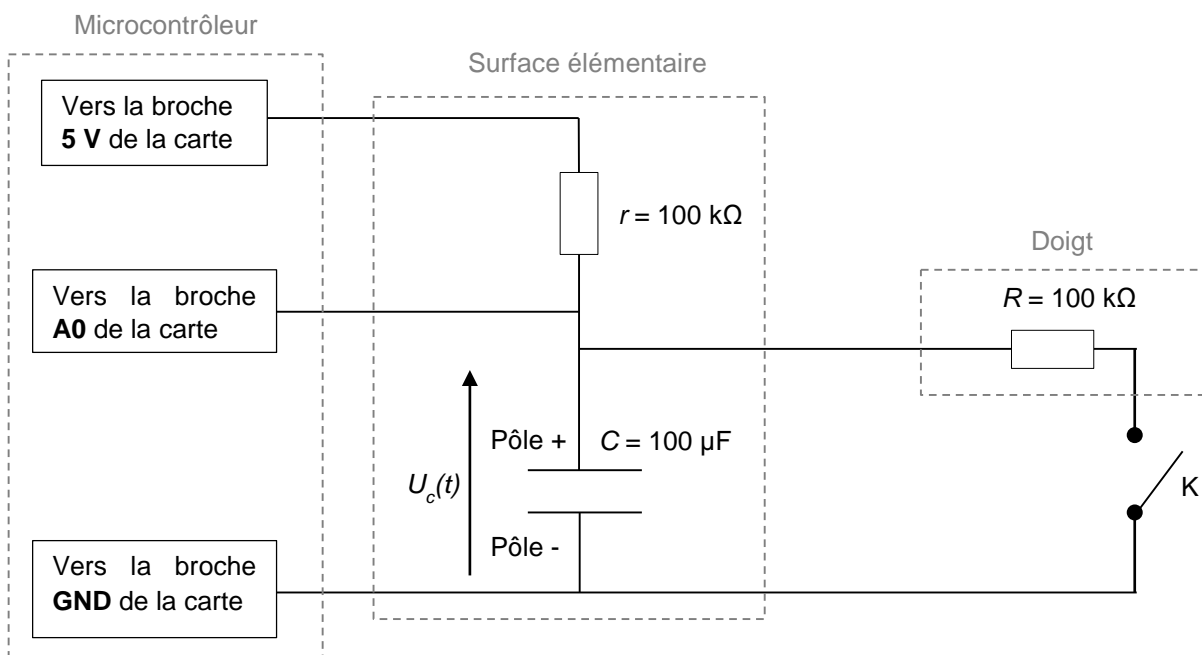 Microcontrôleur
Surface élémentaire
Vers la broche
5 V de la carte
r = 100 kΩ
Doigt
R = 100 kΩ
Vers la broche
A0 de la carte
Pôle +
C = 100 µF
U_c(t)
K
Pôle -
Vers la broche
GND de la carte